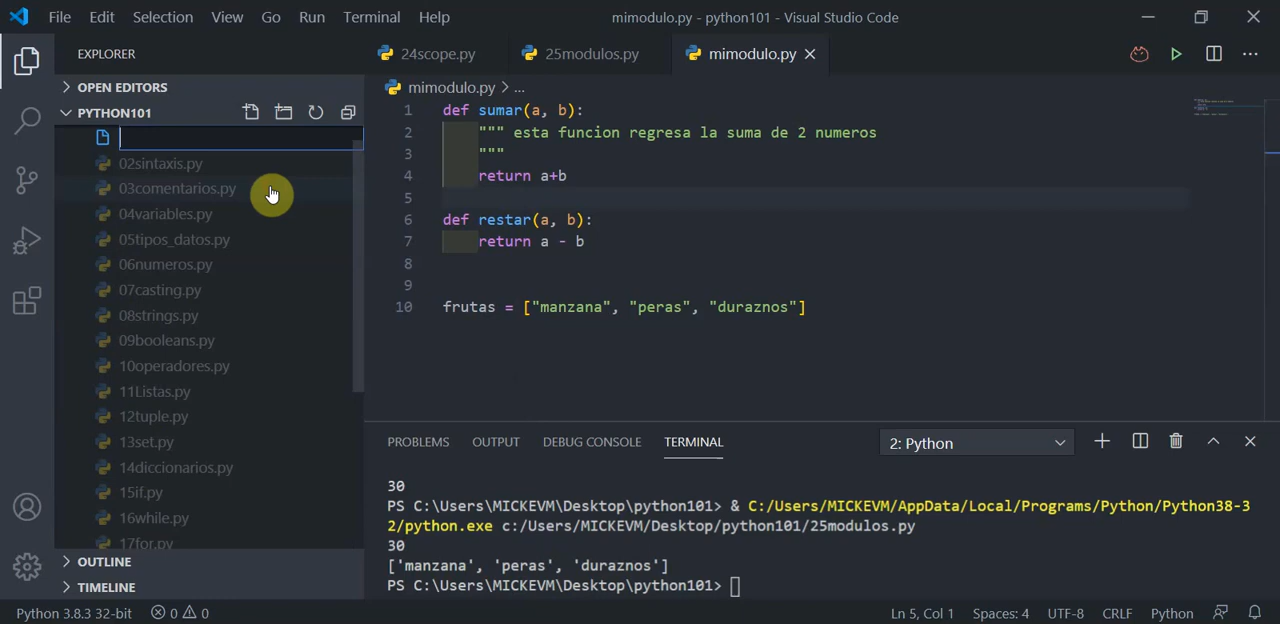 File Edit Selection View Go Run Terminal Help
mimodulo.py - python101 - Visual Studio Code
EXPLORER
OPEN EDITORS
PYTHON101
02sintaxis.py
03comentarios.py
04variables.py
05tipos_datos.py
06numeros.py
07casting.py
08strings.py
09booleans.py
10operadores.py
11Listas.py
12tuple.py
13set.py
14diccionarios.py
15if.py
16while.py
17for.py
OUTLINE
TIMELINE
24scope.py 25modulos.py mimodulo.py
mimodulo.py > ...
1 def sumar(a, b):
2 """ esta funcion regresa la suma de 2 numeros
3 """
4 return a+b
5
6 def restar(a, b):
7 return a - b
8
9
10 frutas = ["manzana", "peras", "duraznos"]
PROBLEMS OUTPUT DEBUG CONSOLE TERMINAL 2: Python
30
PS C:\Users\MICKEVM\Desktop\python101> & C:/Users/MICKEVM/AppData/Local/Programs/Python/Python38-3
2/python.exe c:/Users/MICKEVM/Desktop/python101/25modulos.py
30
['manzana', 'peras', 'duraznos']
PS C:\Users\MICKEVM\Desktop\python101>
Python 3.8.3 32-bit 0 0 Ln 5, Col 1 Spaces: 4 UTF-8 CRLF Python